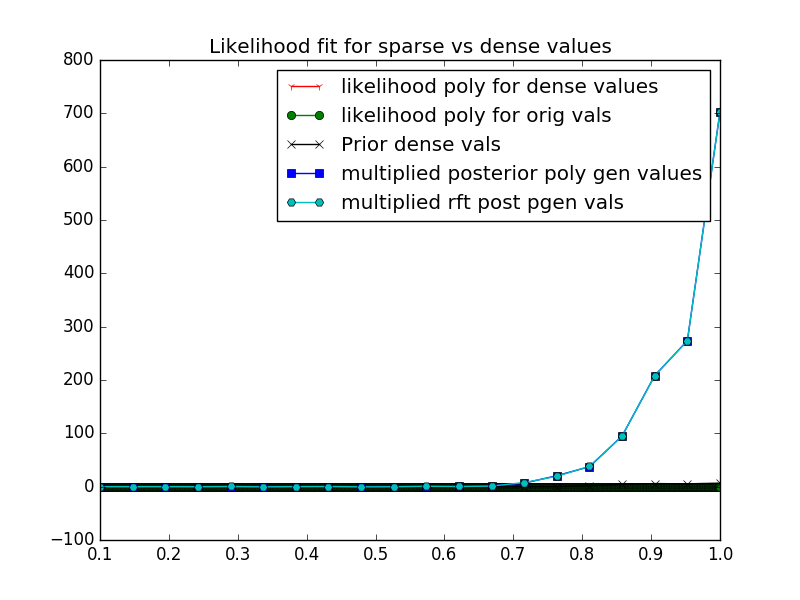 Likelihood fit for sparse vs dense values
800
700
600
500
400
300
200
100
0
−100
likelihood poly for dense values
likelihood poly for orig vals
Prior dense vals
multiplied posterior poly gen values
multiplied rft post pgen vals
0.1 0.2 0.3 0.4 0.5 0.6 0.7 0.8 0.9 1.0